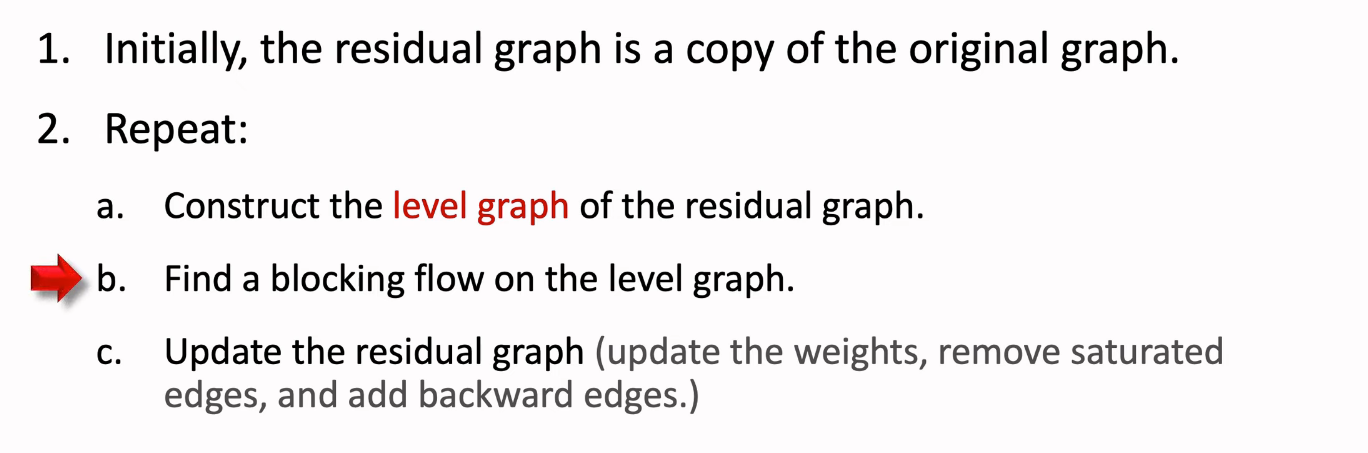 1. Initially, the residual graph is a copy of the original graph.
2. Repeat:
a. Construct the level graph of the residual graph.
b. Find a blocking flow on the level graph.
c. Update the residual graph (update the weights, remove saturated
edges, and add backward edges.)